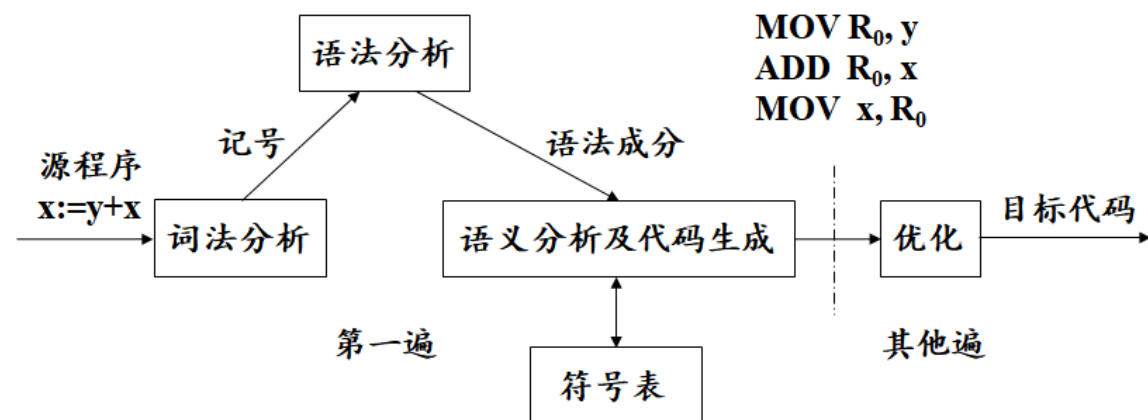 语法分析
MOV R₀, y
ADD R₀, x
MOV x, R₀
记号
语法成分
源程序
x:=y+x
词法分析
语义分析及代码生成
优化
目标代码
第一遍
其他遍
符号表